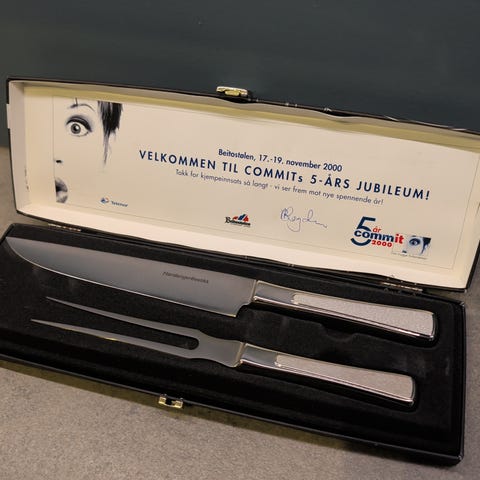 Beitostølen, 17.-19. november 2000
VELKOMMEN TIL COMMITs 5-ÅRS JUBILEUM!
Takk for kjempeinnsats så langt - vi ser frem mot nye spennende år!
Telenor
5 år
commit
2000